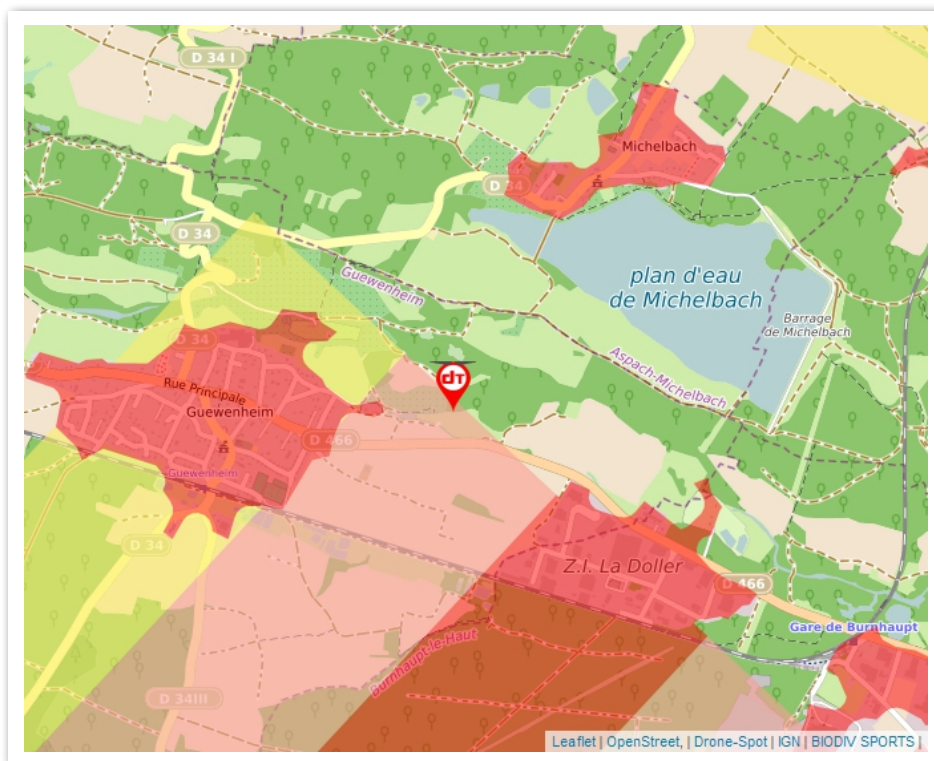 D 34 I
Michelbach
D 34
D 34
Guewenheim
plan d'eau
de Michelbach
Barrage
de Michelbach
Aspach-Michelbach
D 34
dT
Rue Principale
Guewenheim
D 466
Guewenheim
D 34
Z.I. La Doller
D 466
Gare de Burnhaupt
Burnhaupt-le-Haut
D 34III
Leaflet | OpenStreet, | Drone-Spot | IGN | BIODIV SPORTS |